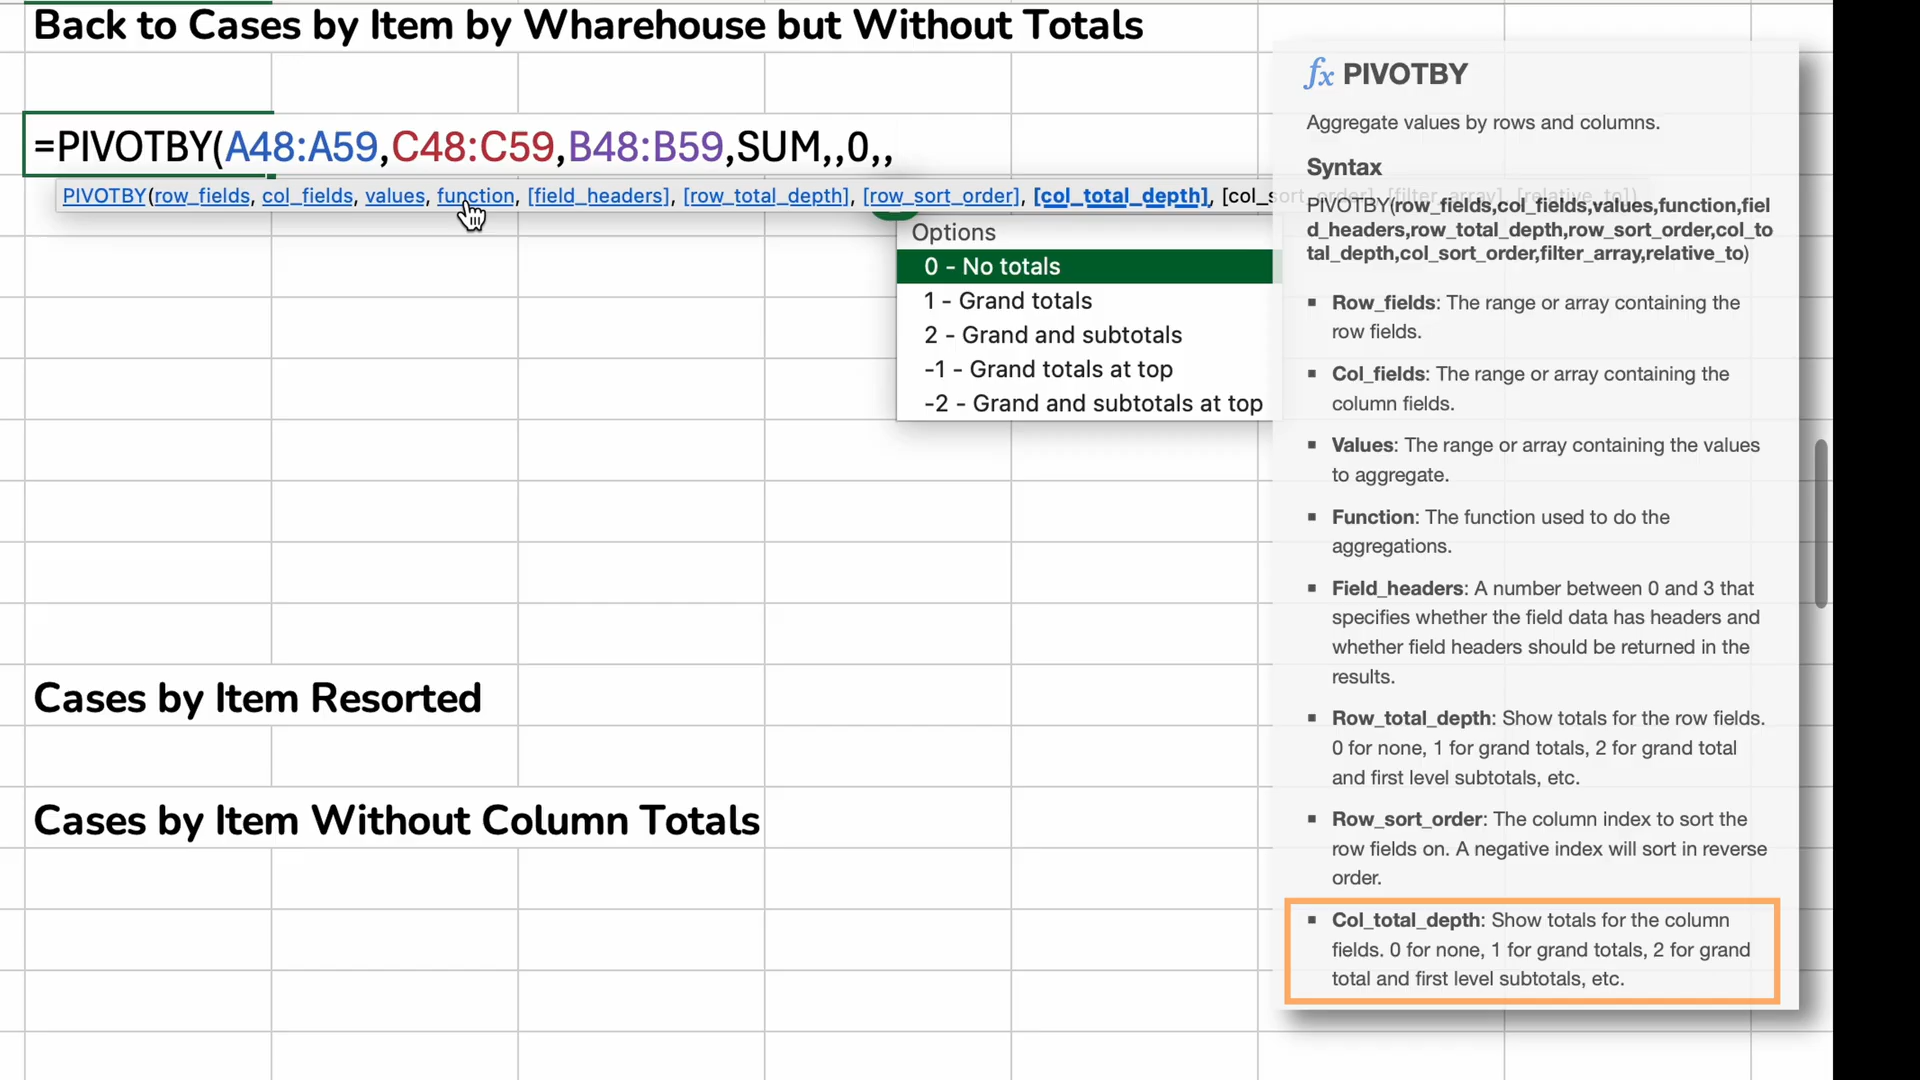 Back to Cases by Item by Wharehouse but Without Totals
=PIVOTBY(A48:A59,C48:C59,B48:B59,SUM,,0,,
PIVOTBY(row_fields, col_fields, values, function, [field_headers], [row_total_depth], [row_sort_order], [col_total_depth], [col_sort_order], [filter_array], [relative_to])
Options
0 - No totals
1 - Grand totals
2 - Grand and subtotals
-1 - Grand totals at top
-2 - Grand and subtotals at top
Cases by Item Resorted
Cases by Item Without Column Totals
fx PIVOTBY
Aggregate values by rows and columns.
Syntax
PIVOTBY(row_fields,col_fields,values,function,fiel
d_headers,row_total_depth,row_sort_order,col_to
tal_depth,col_sort_order,filter_array,relative_to)
▪ Row_fields: The range or array containing the
row fields.
▪ Col_fields: The range or array containing the
column fields.
▪ Values: The range or array containing the values
to aggregate.
▪ Function: The function used to do the
aggregations.
▪ Field_headers: A number between 0 and 3 that
specifies whether the field data has headers and
whether field headers should be returned in the
results.
▪ Row_total_depth: Show totals for the row fields.
0 for none, 1 for grand totals, 2 for grand total
and first level subtotals, etc.
▪ Row_sort_order: The column index to sort the
row fields on. A negative index will sort in reverse
order.
▪ Col_total_depth: Show totals for the column
fields. 0 for none, 1 for grand totals, 2 for grand
total and first level subtotals, etc.